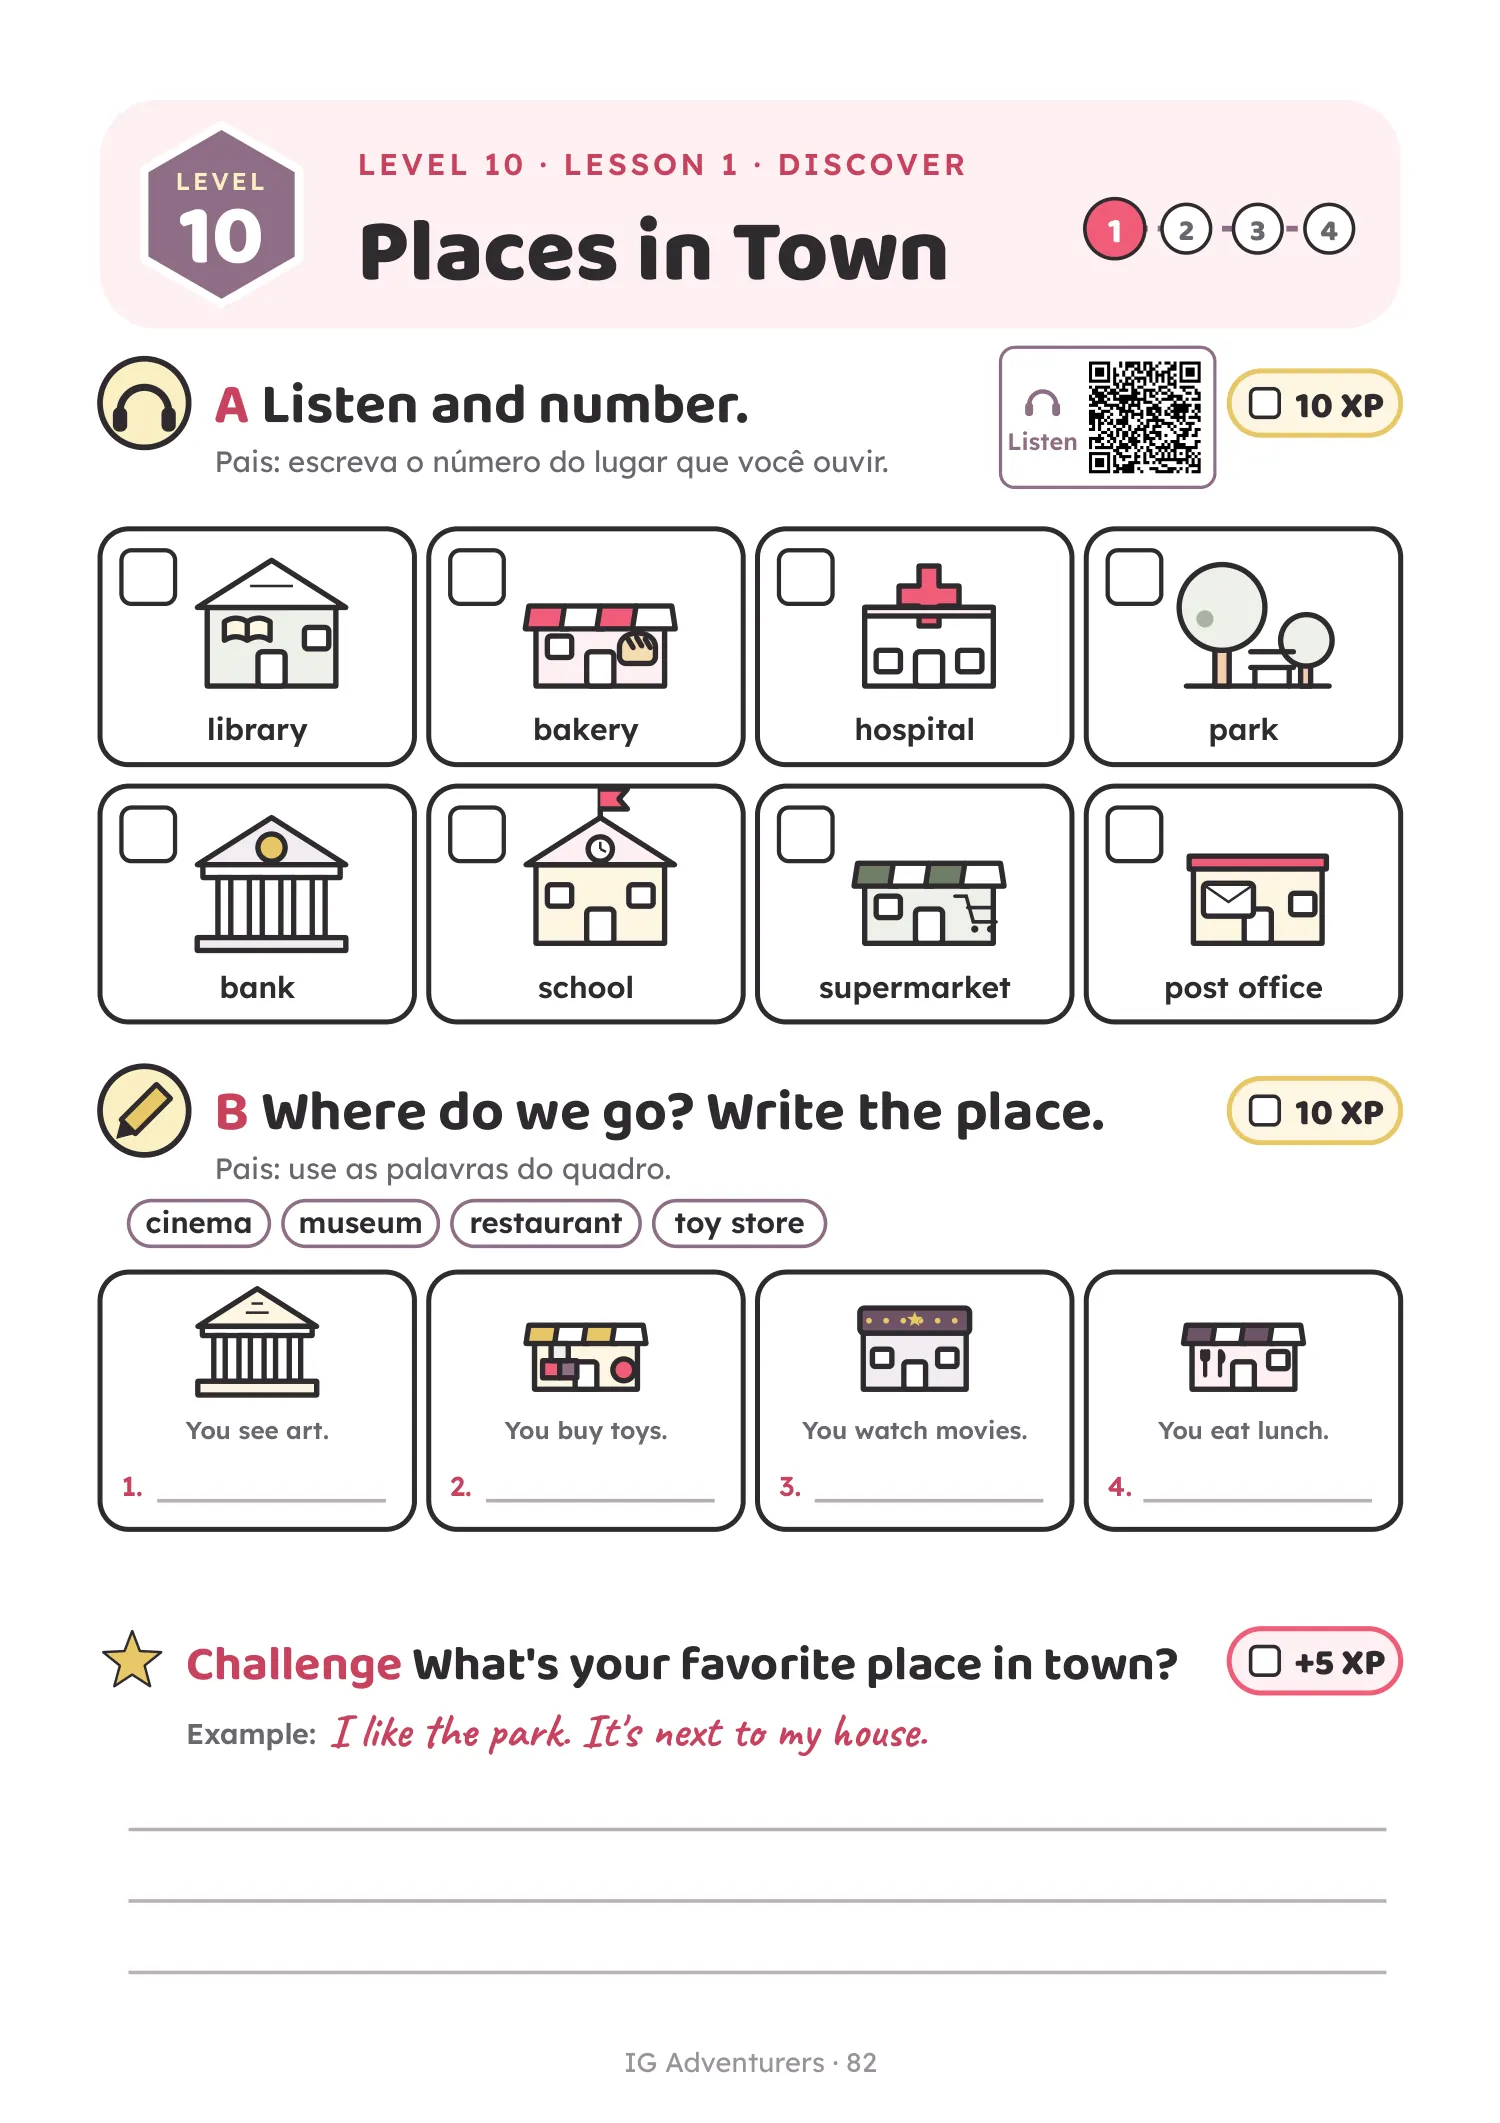 LEVEL
10
LEVEL 10 · LESSON 1 · DISCOVER
Places in Town
1 2 3 4
A Listen and number.
Pais: escreva o número do lugar que você ouvir.
Listen
10 XP
library bakery hospital park
bank school supermarket post office
B Where do we go? Write the place.
10 XP
Pais: use as palavras do quadro.
cinema museum restaurant toy store
You see art. You buy toys. You watch movies. You eat lunch.
1. 2. 3. 4.
Challenge What's your favorite place in town?
+5 XP
Example: I like the park. It's next to my house.
IG Adventurers · 82